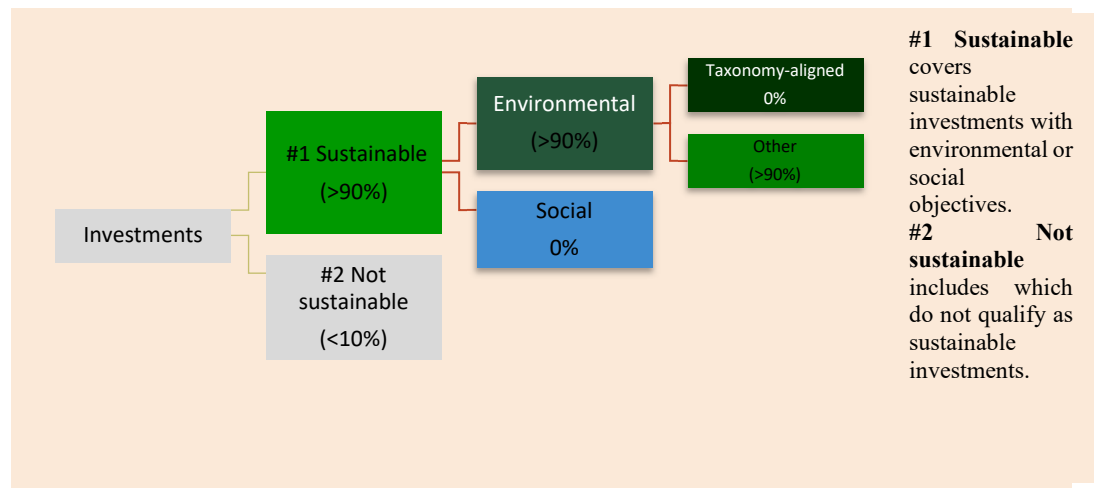 Investments
#1 Sustainable
(>90%)
#2 Not
sustainable
(<10%)
Environmental
(>90%)
Social
0%
Taxonomy-aligned
0%
Other
(>90%)
#1 Sustainable
covers
sustainable
investments with
environmental or
social
objectives.
#2 Not
sustainable
includes which
do not qualify as
sustainable
investments.